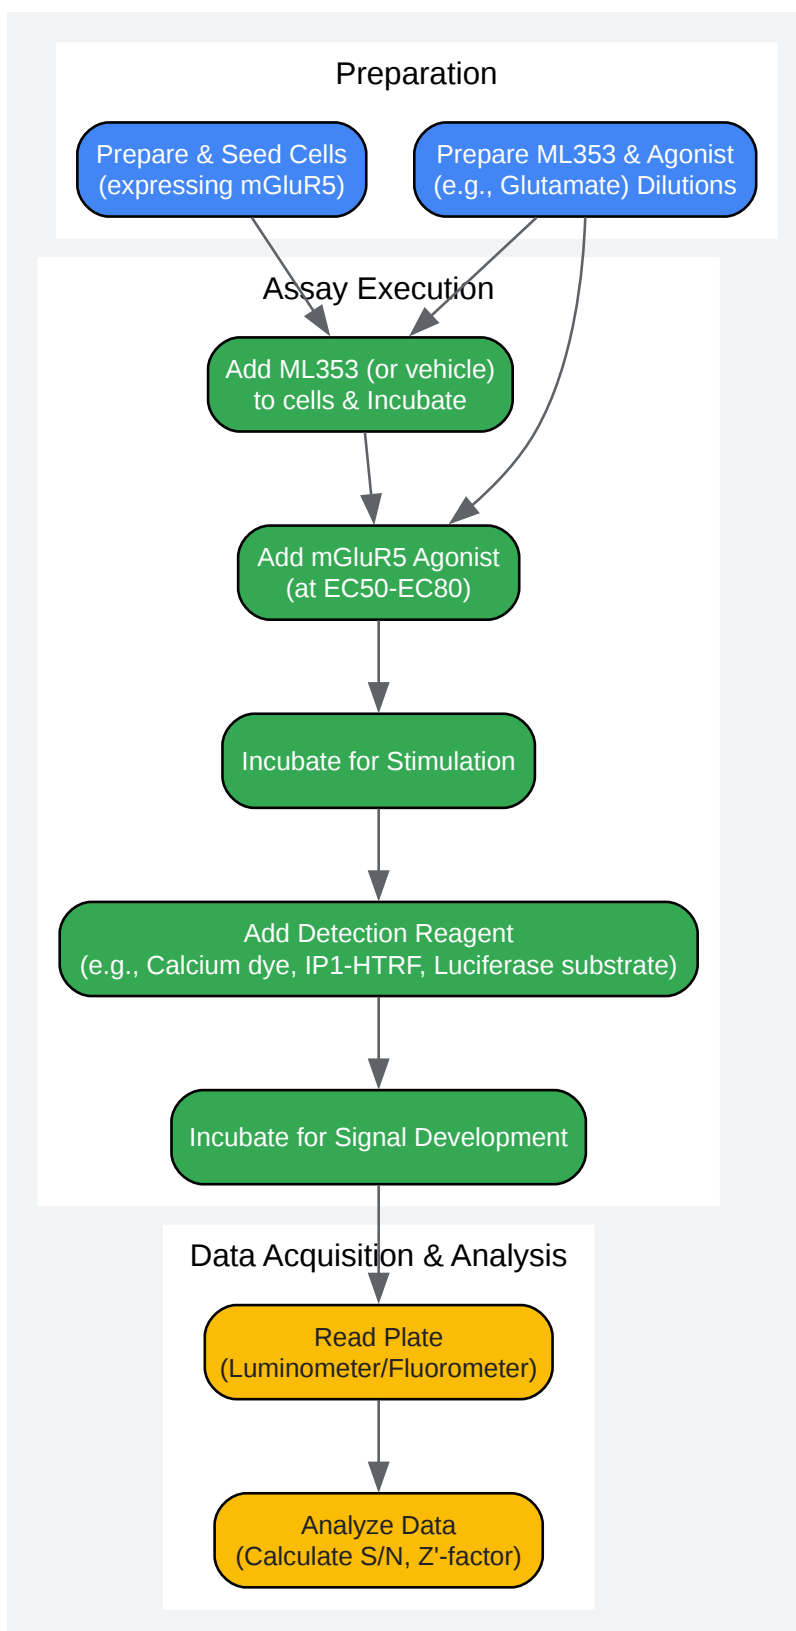 Preparation
Prepare & Seed Cells
(expressing mGluR5)
Prepare ML353 & Agonist
(e.g., Glutamate) Dilutions
Assay Execution
Add ML353 (or vehicle)
to cells & Incubate
Add mGluR5 Agonist
(at EC50-EC80)
Incubate for Stimulation
Add Detection Reagent
(e.g., Calcium dye, IP1-HTRF, Luciferase substrate)
Incubate for Signal Development
Data Acquisition & Analysis
Read Plate
(Luminometer/Fluorometer)
Analyze Data
(Calculate S/N, Z'-factor)